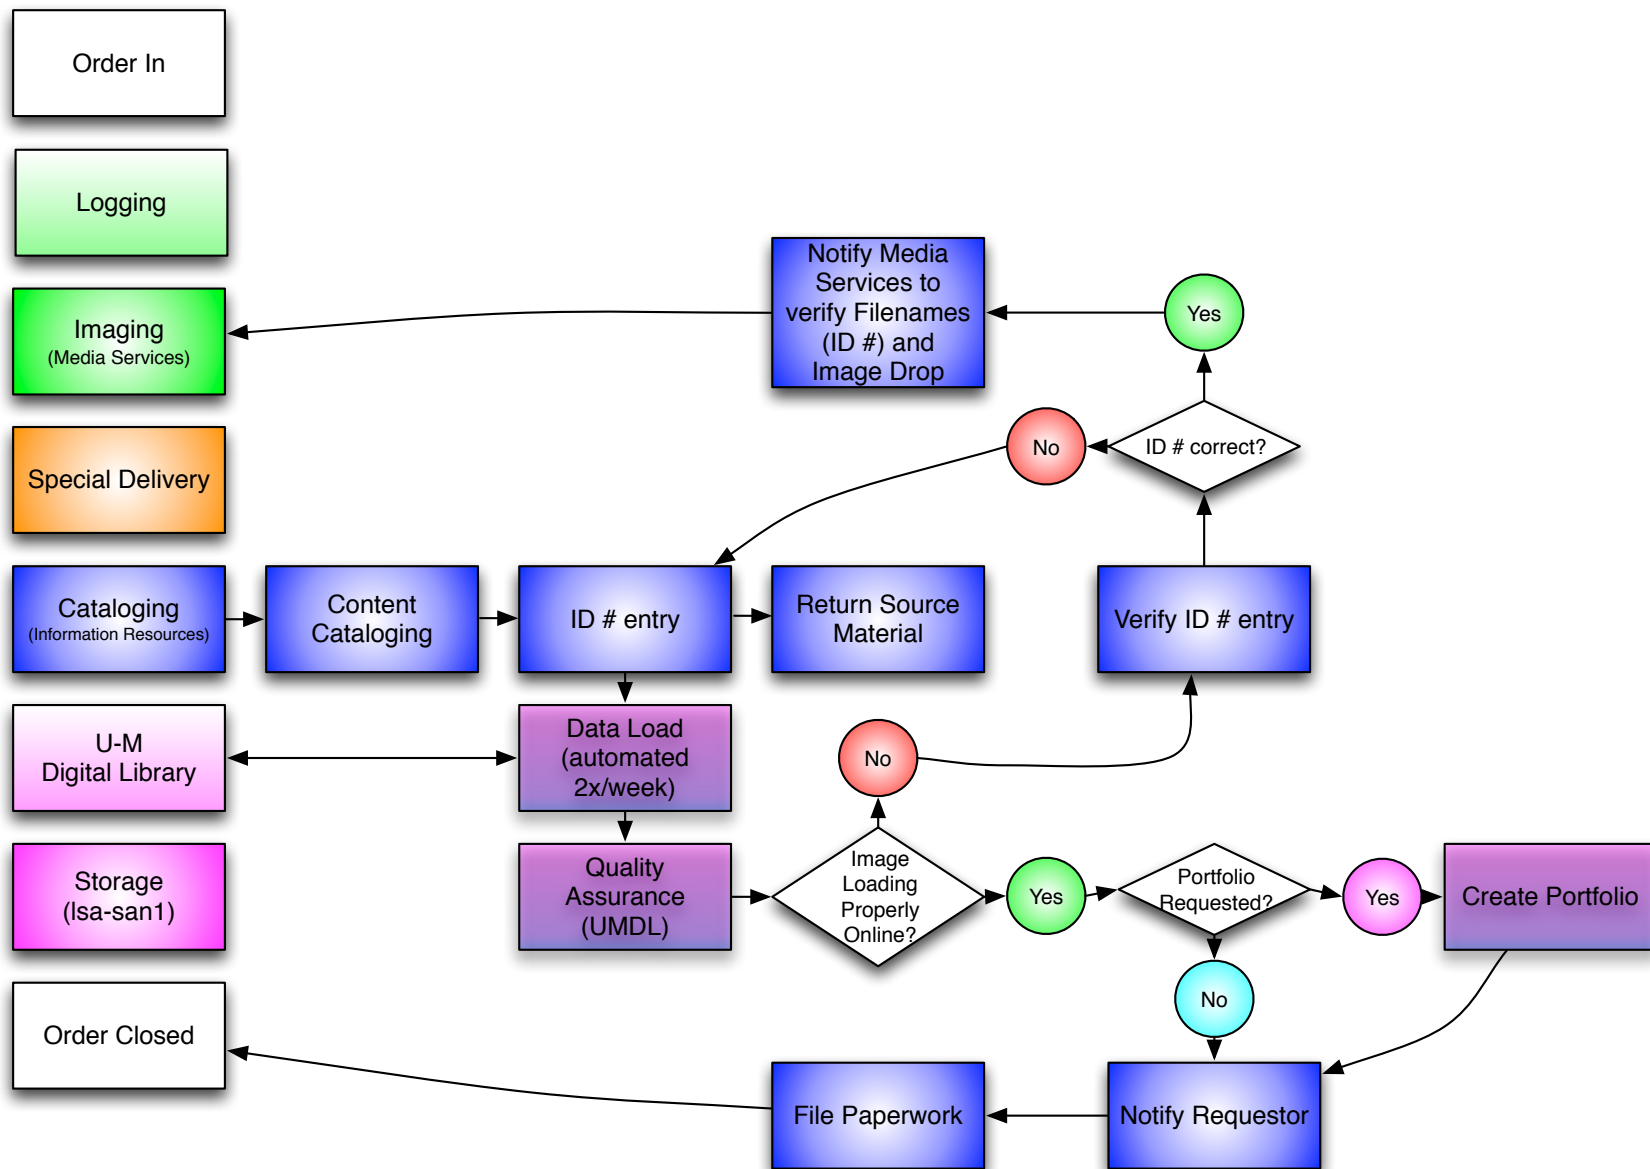 Order In
Logging
Notify Media
Services to
verify Filenames
(ID #) and
Image Drop
Yes
Imaging
(Media Services)
No
ID # correct?
Special Delivery
Cataloging
(Information Resources)
Content
Cataloging
ID # entry
Return Source
Material
Verify ID # entry
U-M
Digital Library
Data Load
(automated
2x/week)
No
Storage
(lsa-san1)
Quality
Assurance
(UMDL)
Image
Loading
Properly
Online?
Yes
Portfolio
Requested?
Yes
Create Portfolio
No
Order Closed
File Paperwork
Notify Requestor